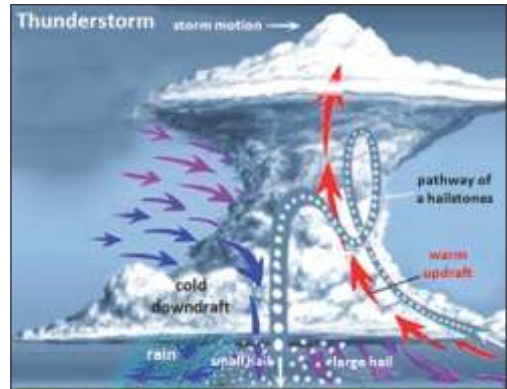 Thunderstorm
storm motion
pathway of
a hailstones
warm
updraft
cold
downdraft
rain
small hail
large hail